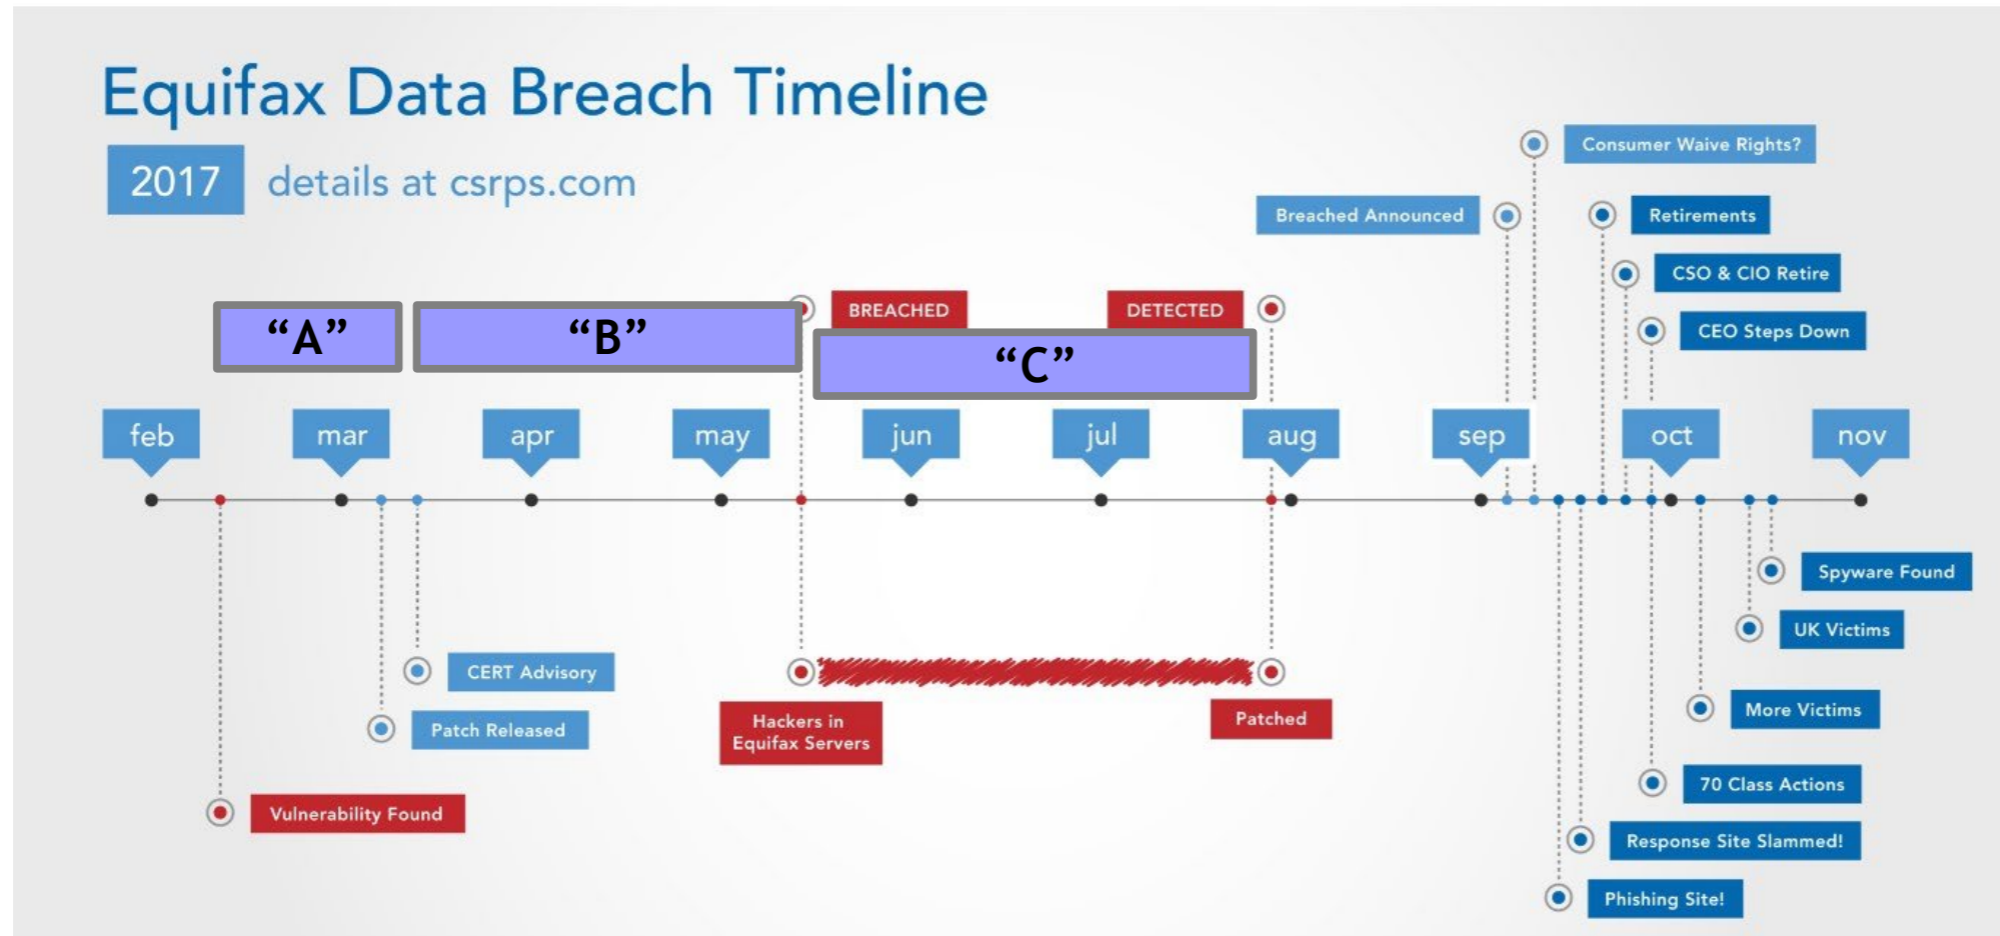 Equifax Data Breach Timeline
2017
details at csrps.com
Consumer Waive Rights?
Breached Announced
Retirements
CSO & CIO Retire
CEO Steps Down
BREACHED
DETECTED
“A”
“B”
“C”
feb
mar
apr
may
jun
jul
aug
sep
oct
nov
Spyware Found
UK Victims
CERT Advisory
Patch Released
Hackers in
Equifax Servers
Patched
More Victims
70 Class Actions
Vulnerability Found
Response Site Slammed!
Phishing Site!